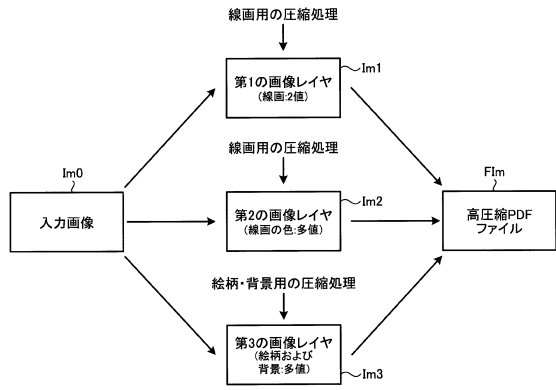 線画用の圧縮処理
Im1
第1の画像レイヤ
(線画:2値)
線画用の圧縮処理
Im0
Im2
FIm
入力画像
第2の画像レイヤ
(線画の色:多値)
高圧縮PDF
ファイル
絵柄・背景用の圧縮処理
第3の画像レイヤ
(絵柄および
背景:多値)
Im3